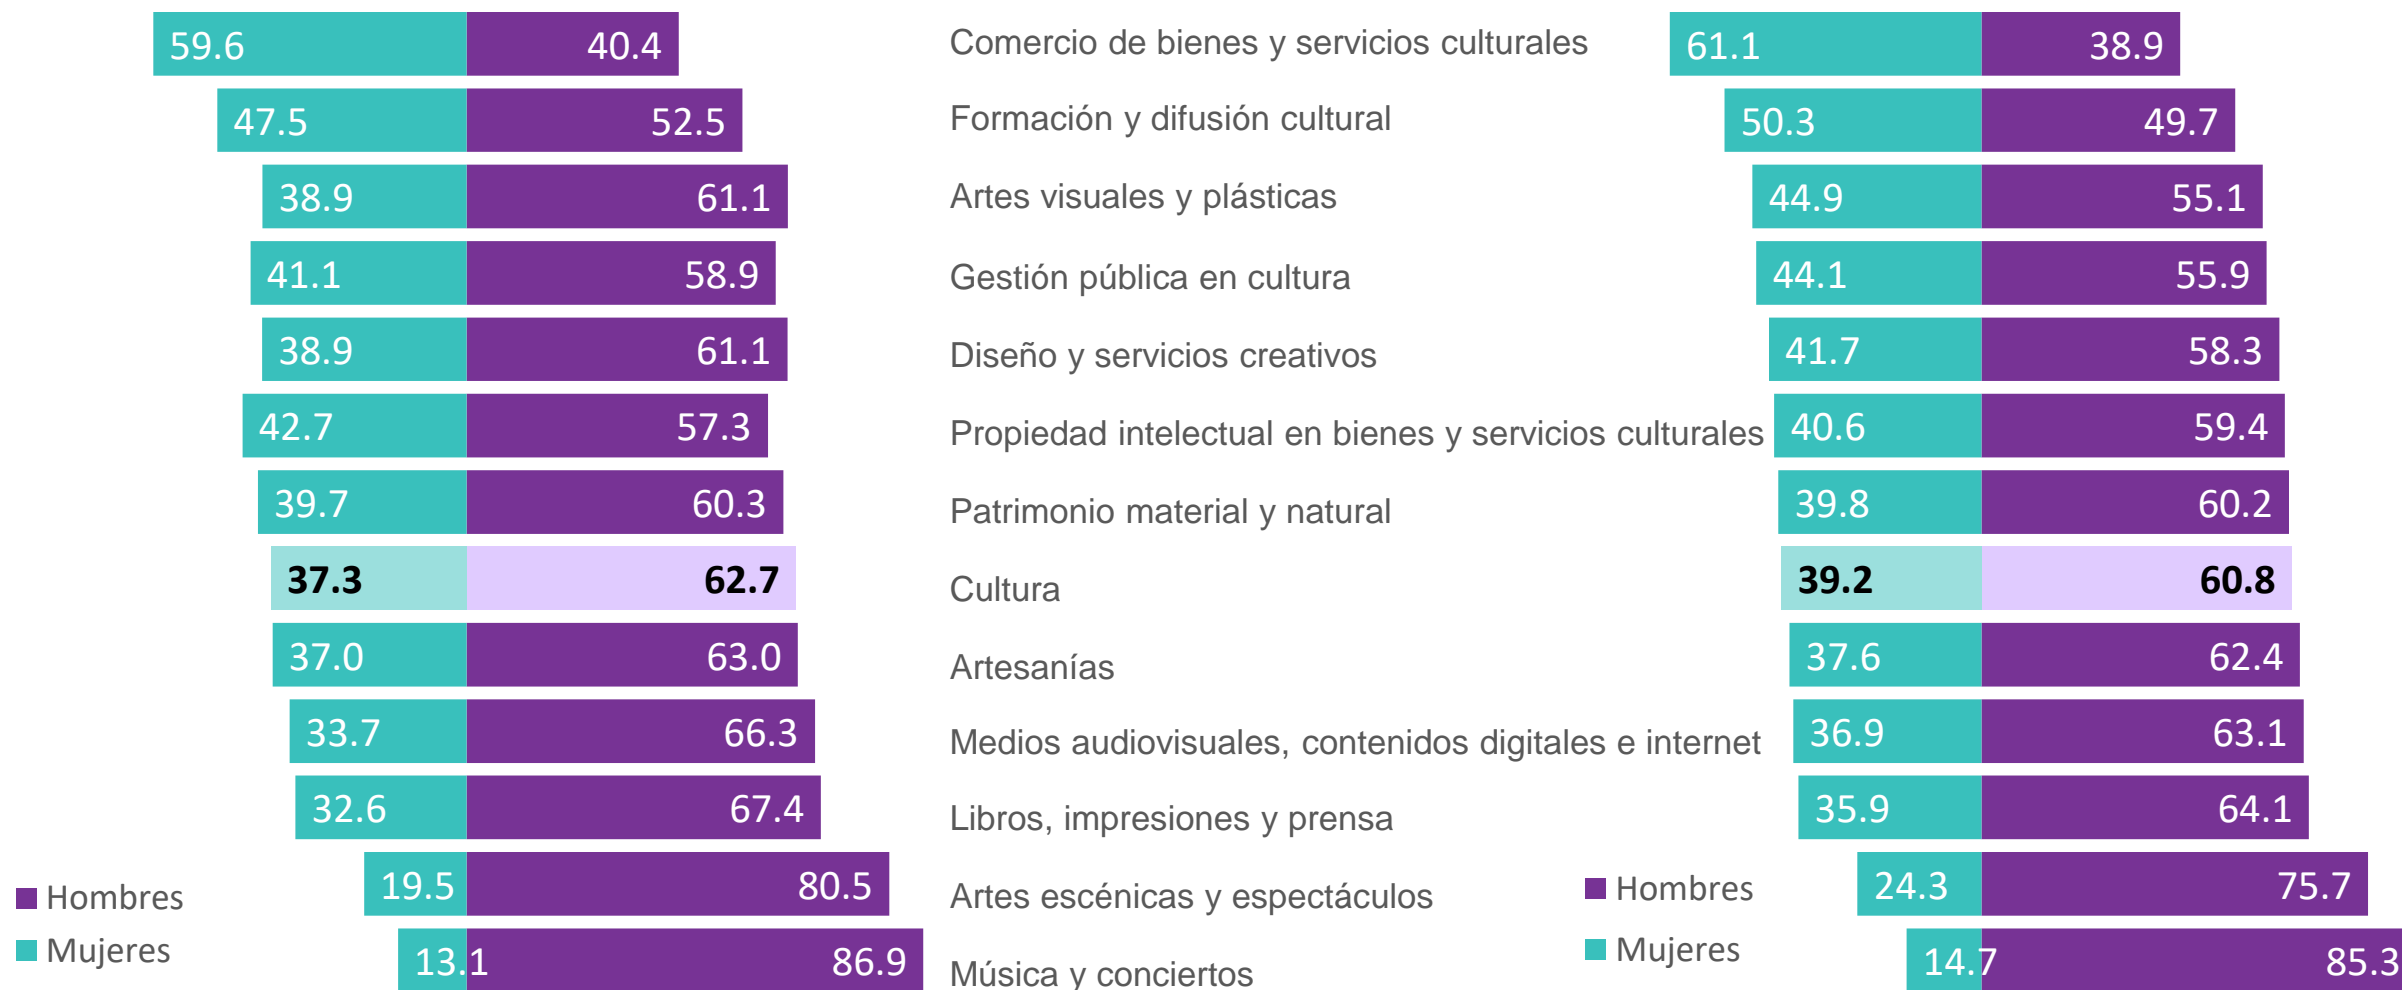 59.6 40.4 Comercio de bienes y servicios culturales 61.1 38.9
47.5 52.5 Formación y difusión cultural 50.3 49.7
38.9 61.1 Artes visuales y plásticas 44.9 55.1
41.1 58.9 Gestión pública en cultura 44.1 55.9
38.9 61.1 Diseño y servicios creativos 41.7 58.3
42.7 57.3 Propiedad intelectual en bienes y servicios culturales 40.6 59.4
39.7 60.3 Patrimonio material y natural 39.8 60.2
37.3 62.7 Cultura 39.2 60.8
37.0 63.0 Artesanías 37.6 62.4
33.7 66.3 Medios audiovisuales, contenidos digitales e internet 36.9 63.1
32.6 67.4 Libros, impresiones y prensa 35.9 64.1
Hombres 19.5 80.5 Artes escénicas y espectáculos Hombres 24.3 75.7
Mujeres 13.1 86.9 Música y conciertos Mujeres 14.7 85.3